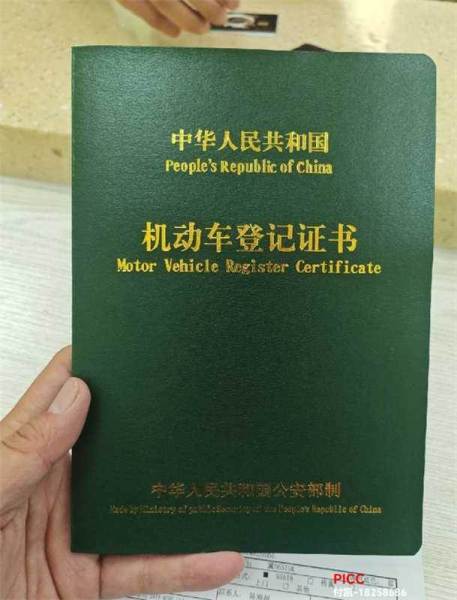 中华人民共和国
People's Republic of China
机动车登记证书
Motor Vehicle Register Certificate
中华人民共和国公安部制
Made by Ministry of public Security of the People's Republic of China
PICC